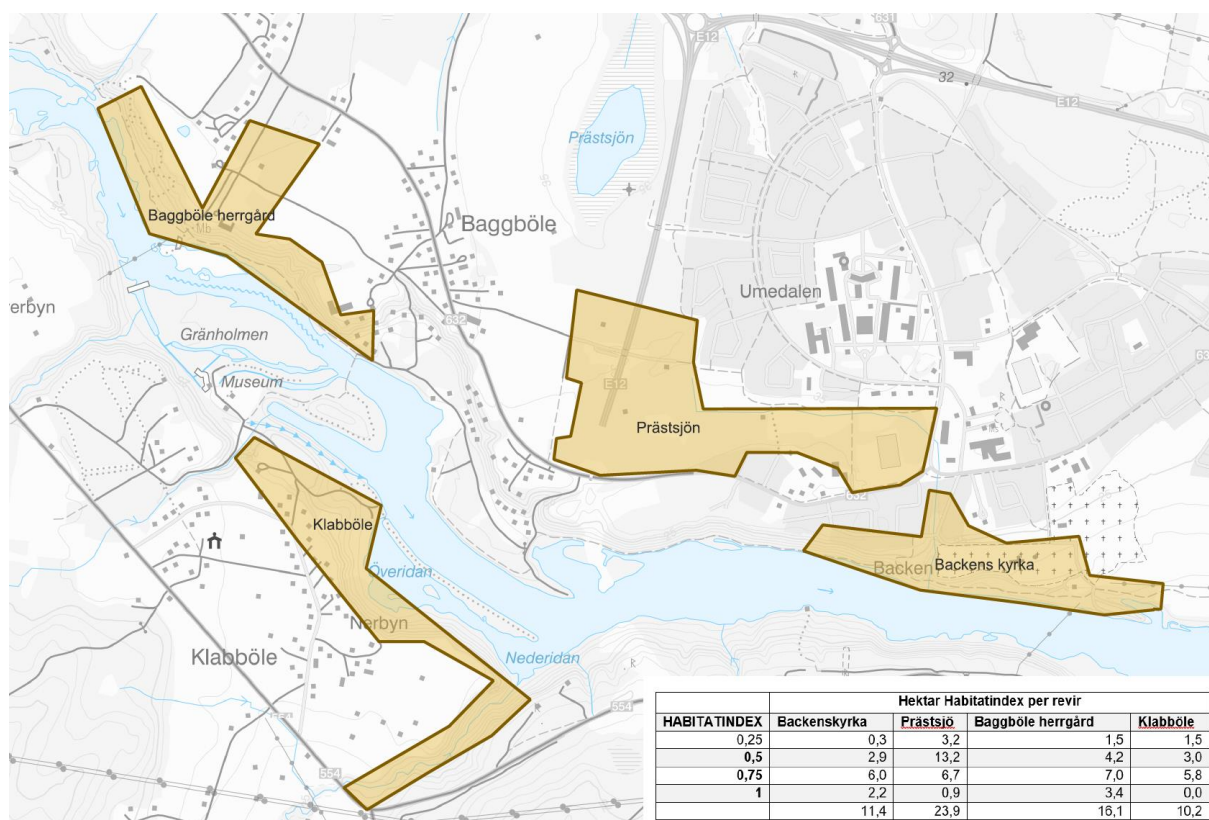 631
E12
32
E12
Prästsjön
Baggböle herrgård
Mb
Baggböle
Umedalen
erbyn
Gränholmen
632
63
Museum
E12
R
Prästsjön
632
Klabböle
Överidan
Backen
Backens kyrka
Nerbyn
Klabböle
Nederidan
R
554
554
554
Hektar Habitatindex per revir
HABITATINDEX Backenskyrka Prästsjö Baggböle herrgård Klabböle
0,25 0,3 3,2 1,5 1,5
0,5 2,9 13,2 4,2 3,0
0,75 6,0 6,7 7,0 5,8
1 2,2 0,9 3,4 0,0
11,4 23,9 16,1 10,2